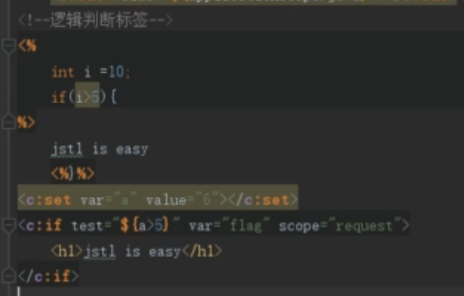 <!--逻辑判断标签-->
<%
int i =10;
if(i>5){
%>
jstl is easy
<%}%>
<c:set var="a" value="6"></c:set>
<c:if test="${a>5}" var="flag" scope="request">
<h1>jstl is easy</h1>
</c:if>